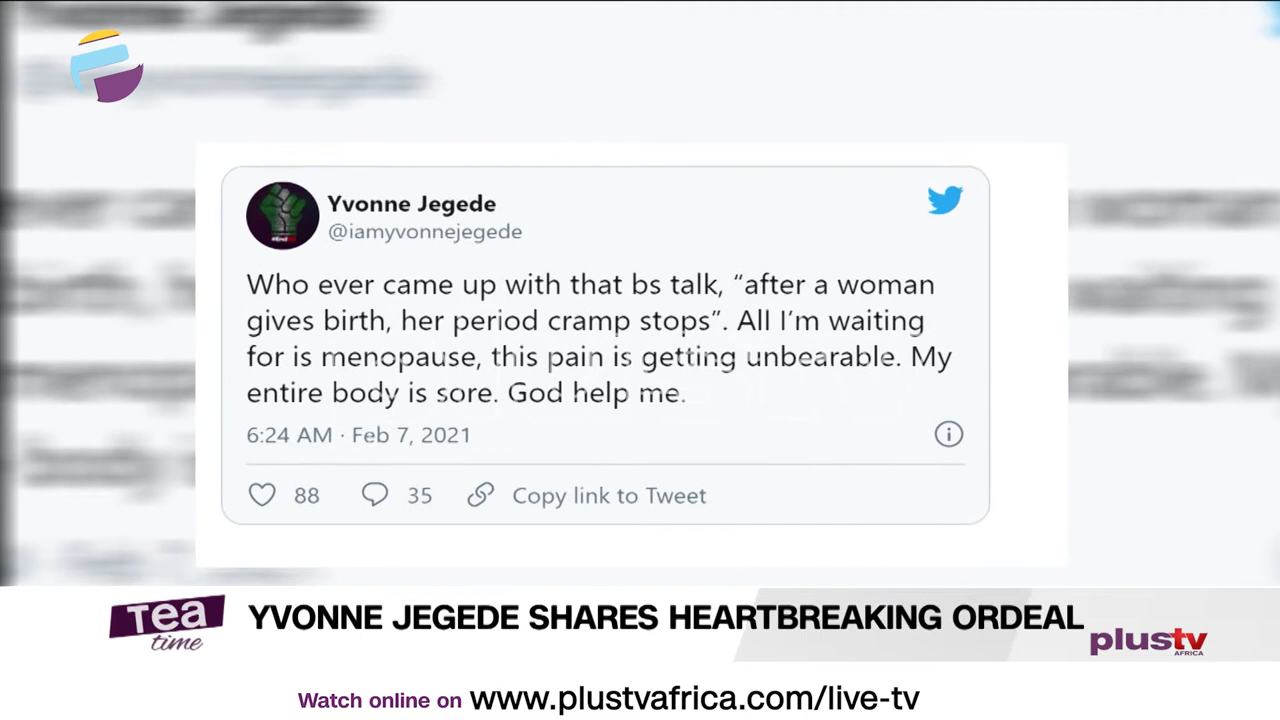 Yvonne Jegede
@iamyvonnejegede
Who ever came up with that bs talk, “after a woman
gives birth, her period cramp stops”. All I’m waiting
for is menopause, this pain is getting unbearable. My
entire body is sore. God help me.
6:24 AM · Feb 7, 2021
88 35 Copy link to Tweet
Tea
time
YVONNE JEGEDE SHARES HEARTBREAKING ORDEAL
plustv
AFRICA
Watch online on www.plustvafrica.com/live-tv